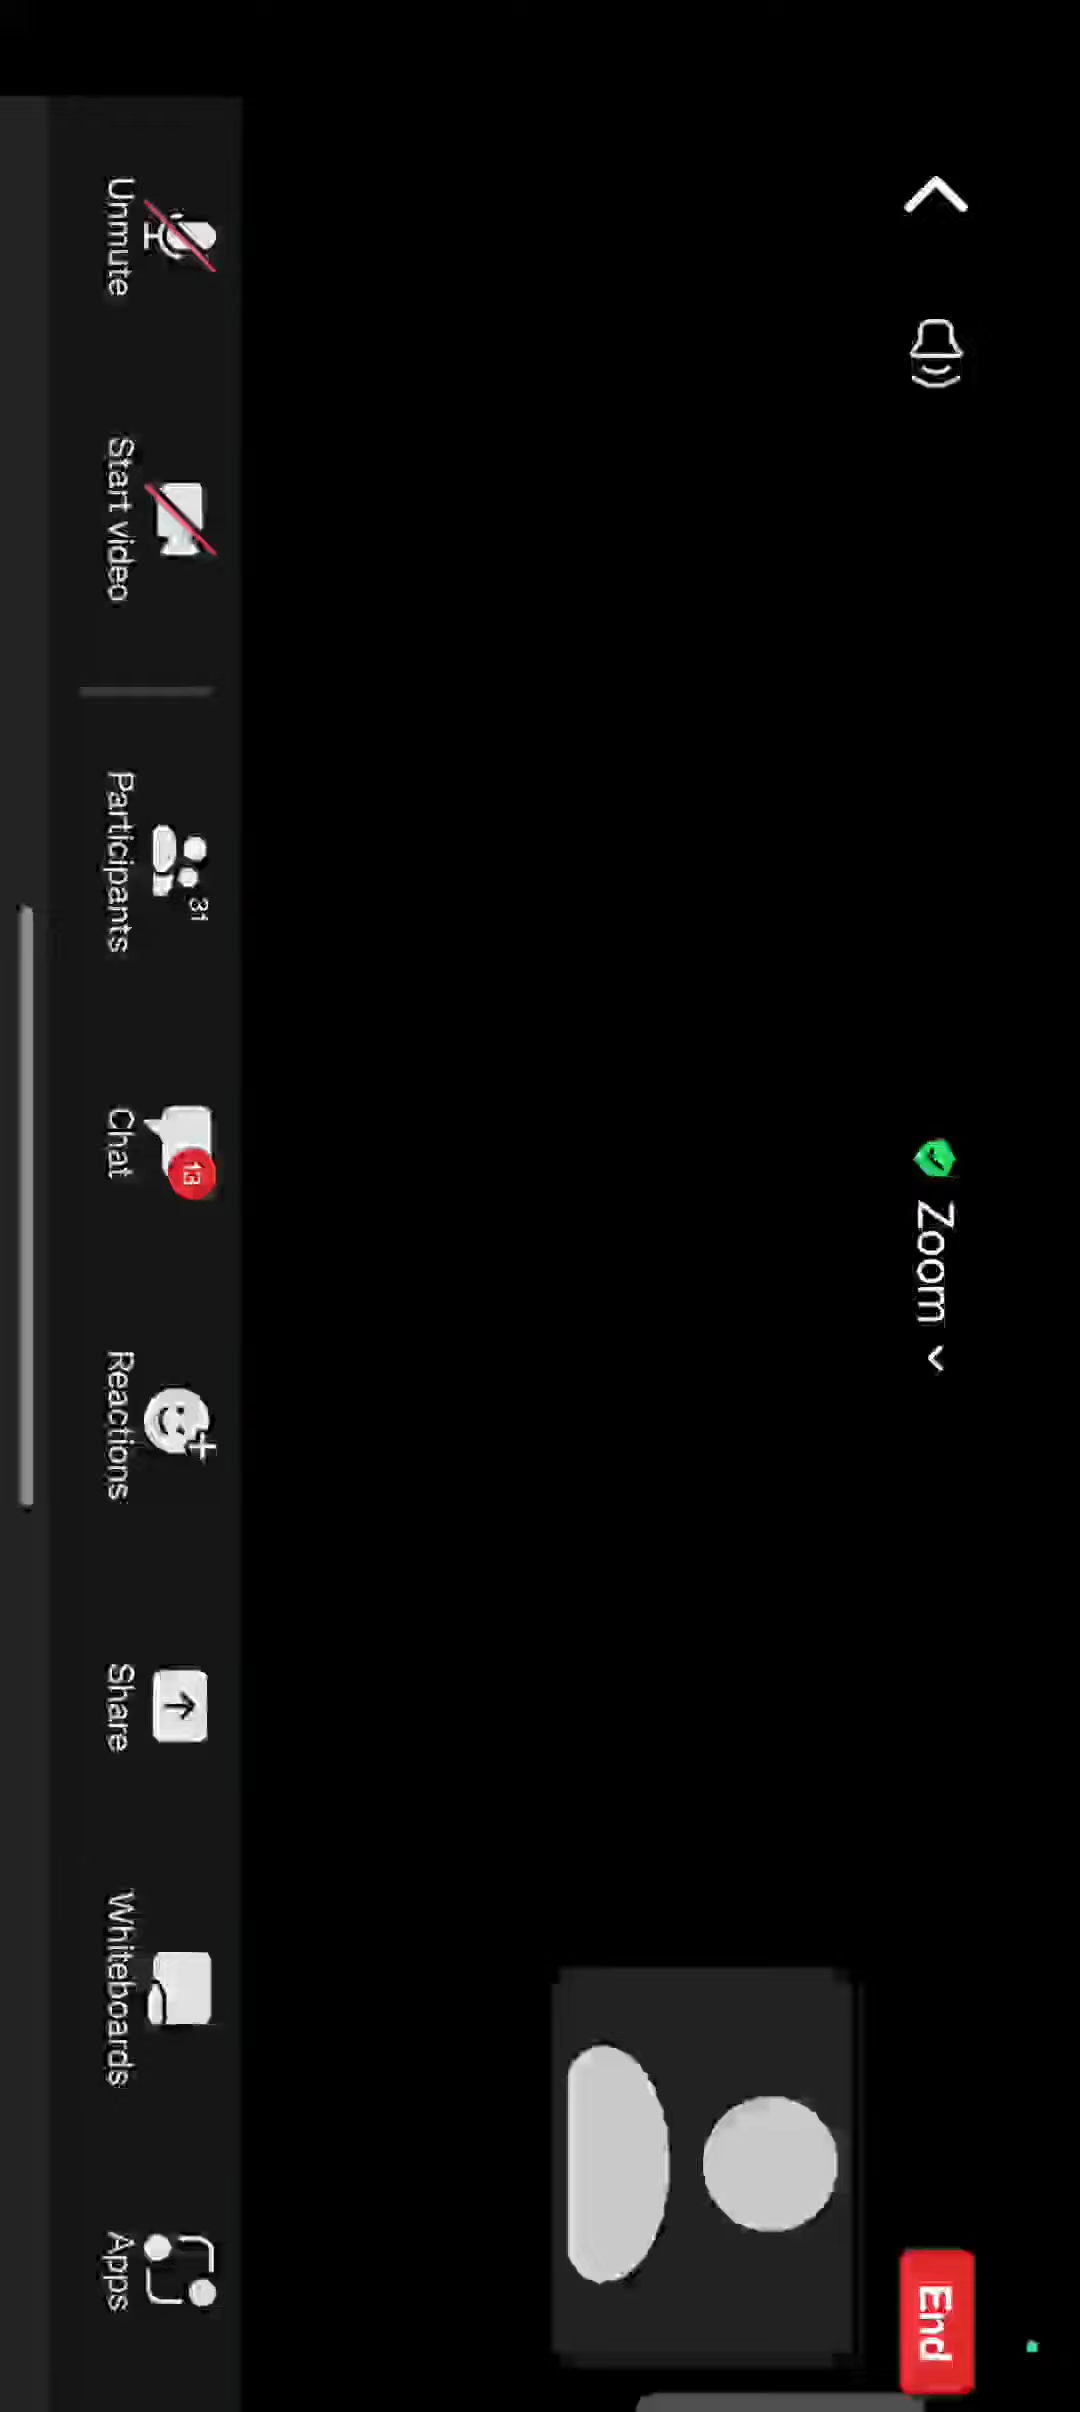 Zoom
End
Unmute
Start video
Participants
31
Chat
13
Reactions
Share
Whiteboards
Apps